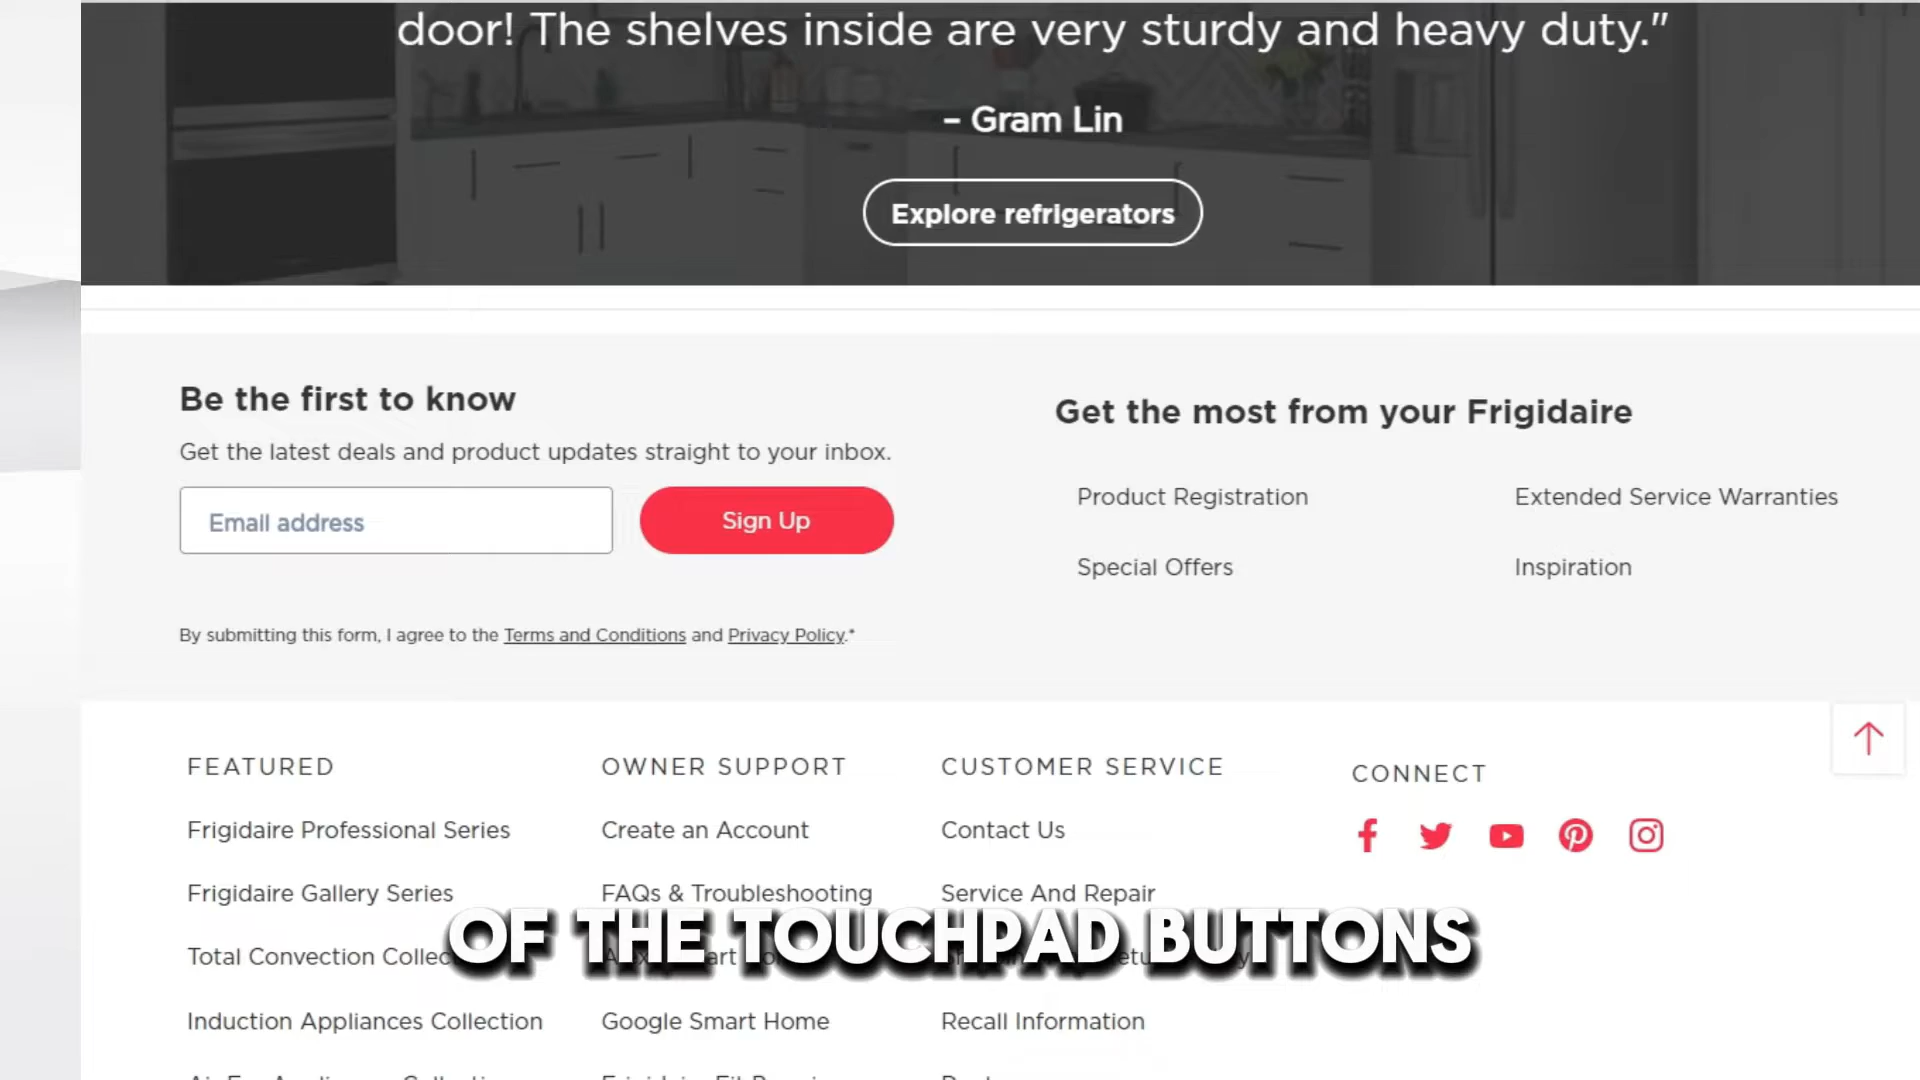 door! The shelves inside are very sturdy and heavy duty."
– Gram Lin
Explore refrigerators
Be the first to know
Get the latest deals and product updates straight to your inbox.
Email address
Sign Up
By submitting this form, I agree to the Terms and Conditions and Privacy Policy.*
Get the most from your Frigidaire
Product Registration
Extended Service Warranties
Special Offers
Inspiration
FEATURED
Frigidaire Professional Series
Frigidaire Gallery Series
Total Convection
Induction Appliances Collection
OWNER SUPPORT
Create an Account
FAQs & Troubleshooting
Google Smart Home
CUSTOMER SERVICE
Contact Us
Service And Repair
Recall Information
CONNECT
OF THE TOUCHPAD BUTTONS